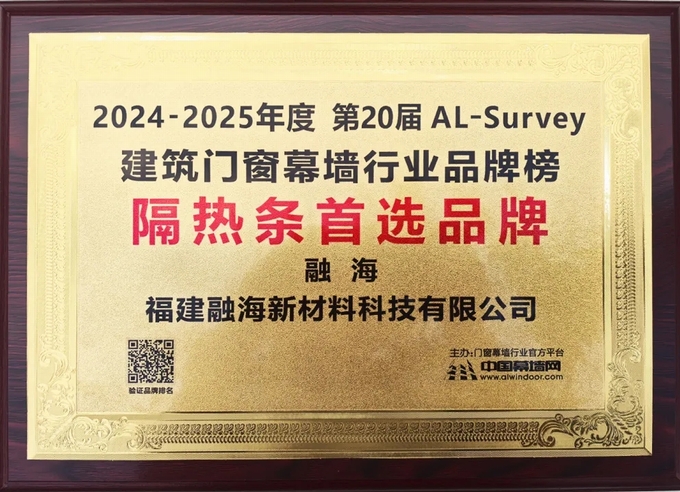 2024-2025年度 第20届 AL-Survey
建筑门窗幕墙行业品牌榜
隔热条首选品牌
融 海
福建融海新材料科技有限公司
验证品牌排名
主办:门窗幕墙行业官方平台
中国幕墙网
www.alwindoor.com